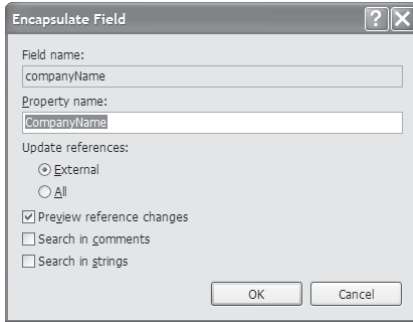 Encapsulate Field
Field name:
companyName
Property name:
CompanyName
Update references:
External
All
Preview reference changes
Search in comments
Search in strings
OK Cancel